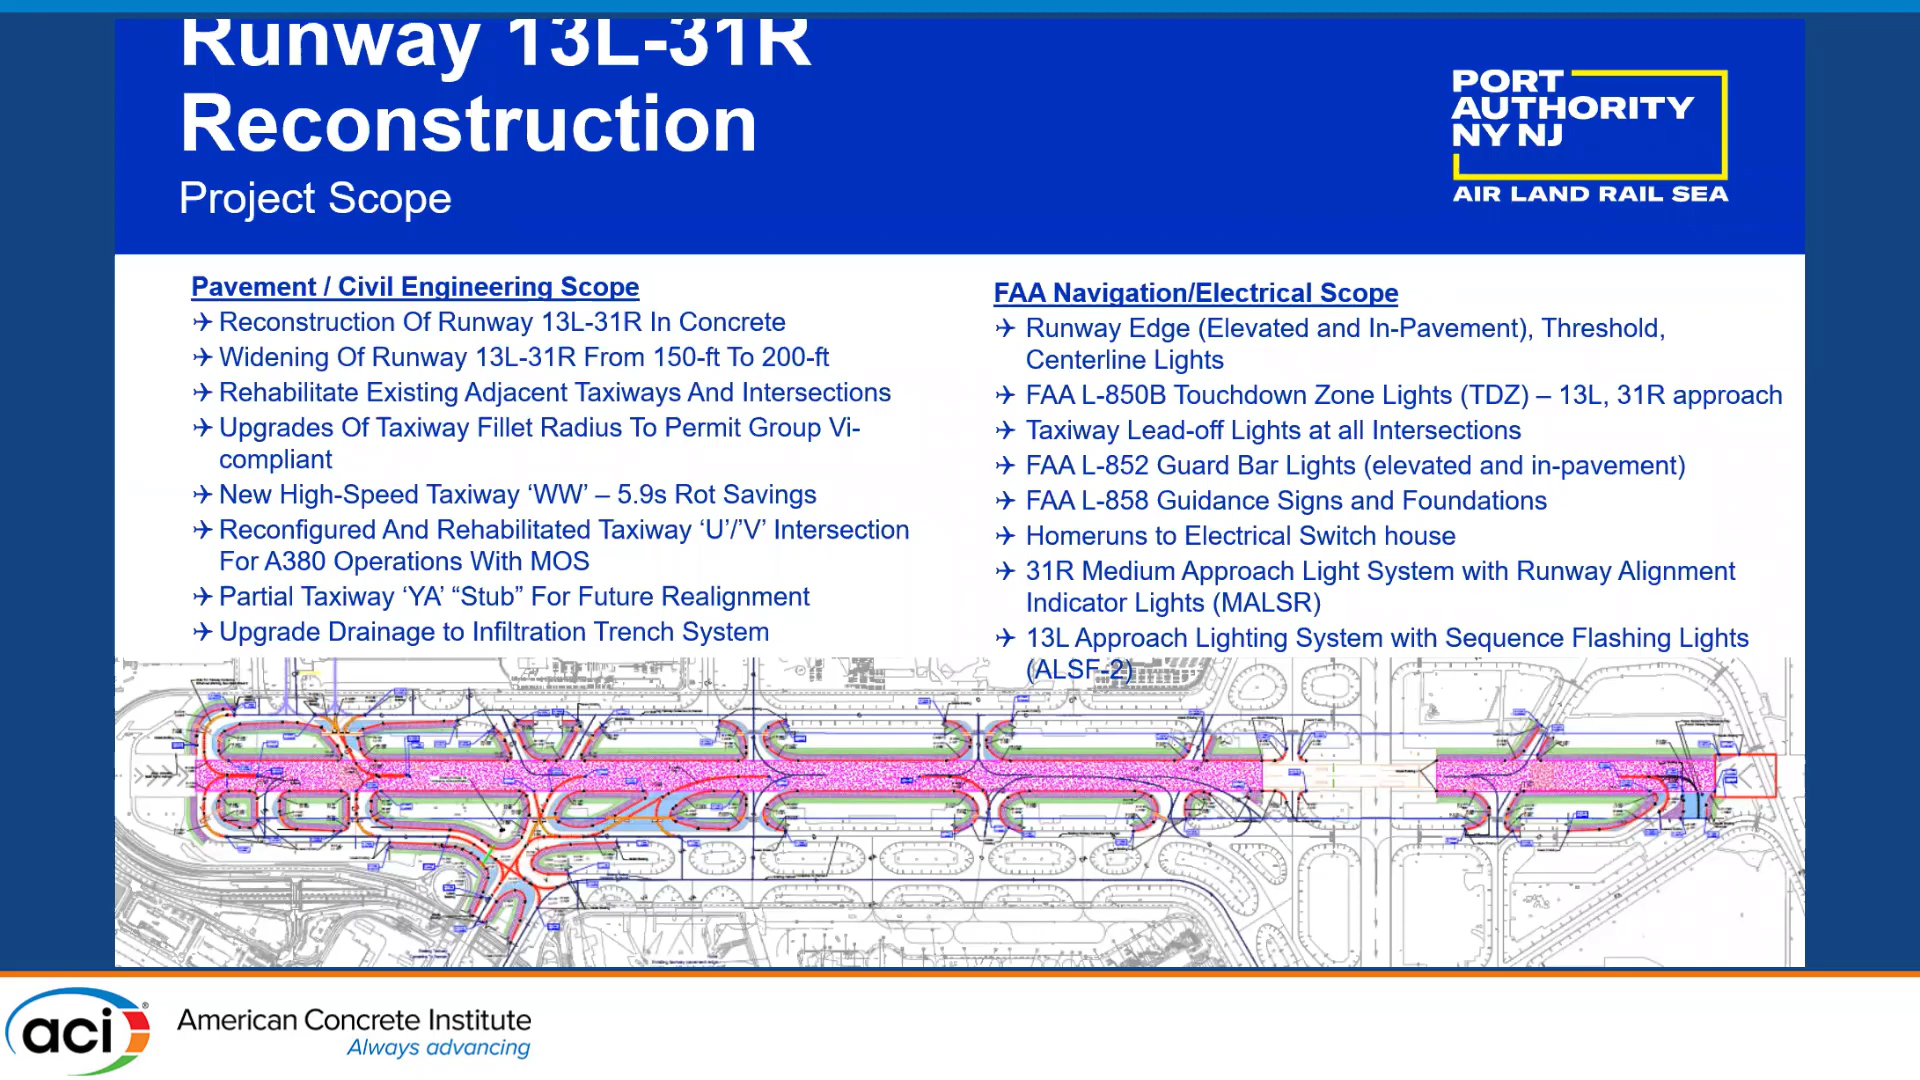 Runway 13L-31R
Reconstruction
Project Scope
PORT
AUTHORITY
NY NJ
AIR LAND RAIL SEA
Pavement / Civil Engineering Scope
✈ Reconstruction Of Runway 13L-31R In Concrete
✈ Widening Of Runway 13L-31R From 150-ft To 200-ft
✈ Rehabilitate Existing Adjacent Taxiways And Intersections
✈ Upgrades Of Taxiway Fillet Radius To Permit Group Vi-
compliant
✈ New High-Speed Taxiway ‘WW’ – 5.9s Rot Savings
✈ Reconfigured And Rehabilitated Taxiway ‘U’/’V’ Intersection
For A380 Operations With MOS
✈ Partial Taxiway ‘YA’ “Stub” For Future Realignment
✈ Upgrade Drainage to Infiltration Trench System
FAA Navigation/Electrical Scope
✈ Runway Edge (Elevated and In-Pavement), Threshold,
Centerline Lights
✈ FAA L-850B Touchdown Zone Lights (TDZ) – 13L, 31R approach
✈ Taxiway Lead-off Lights at all Intersections
✈ FAA L-852 Guard Bar Lights (elevated and in-pavement)
✈ FAA L-858 Guidance Signs and Foundations
✈ Homeruns to Electrical Switch house
✈ 31R Medium Approach Light System with Runway Alignment
Indicator Lights (MALSR)
✈ 13L Approach Lighting System with Sequence Flashing Lights
(ALSF-2)
aci®
American Concrete Institute
Always advancing